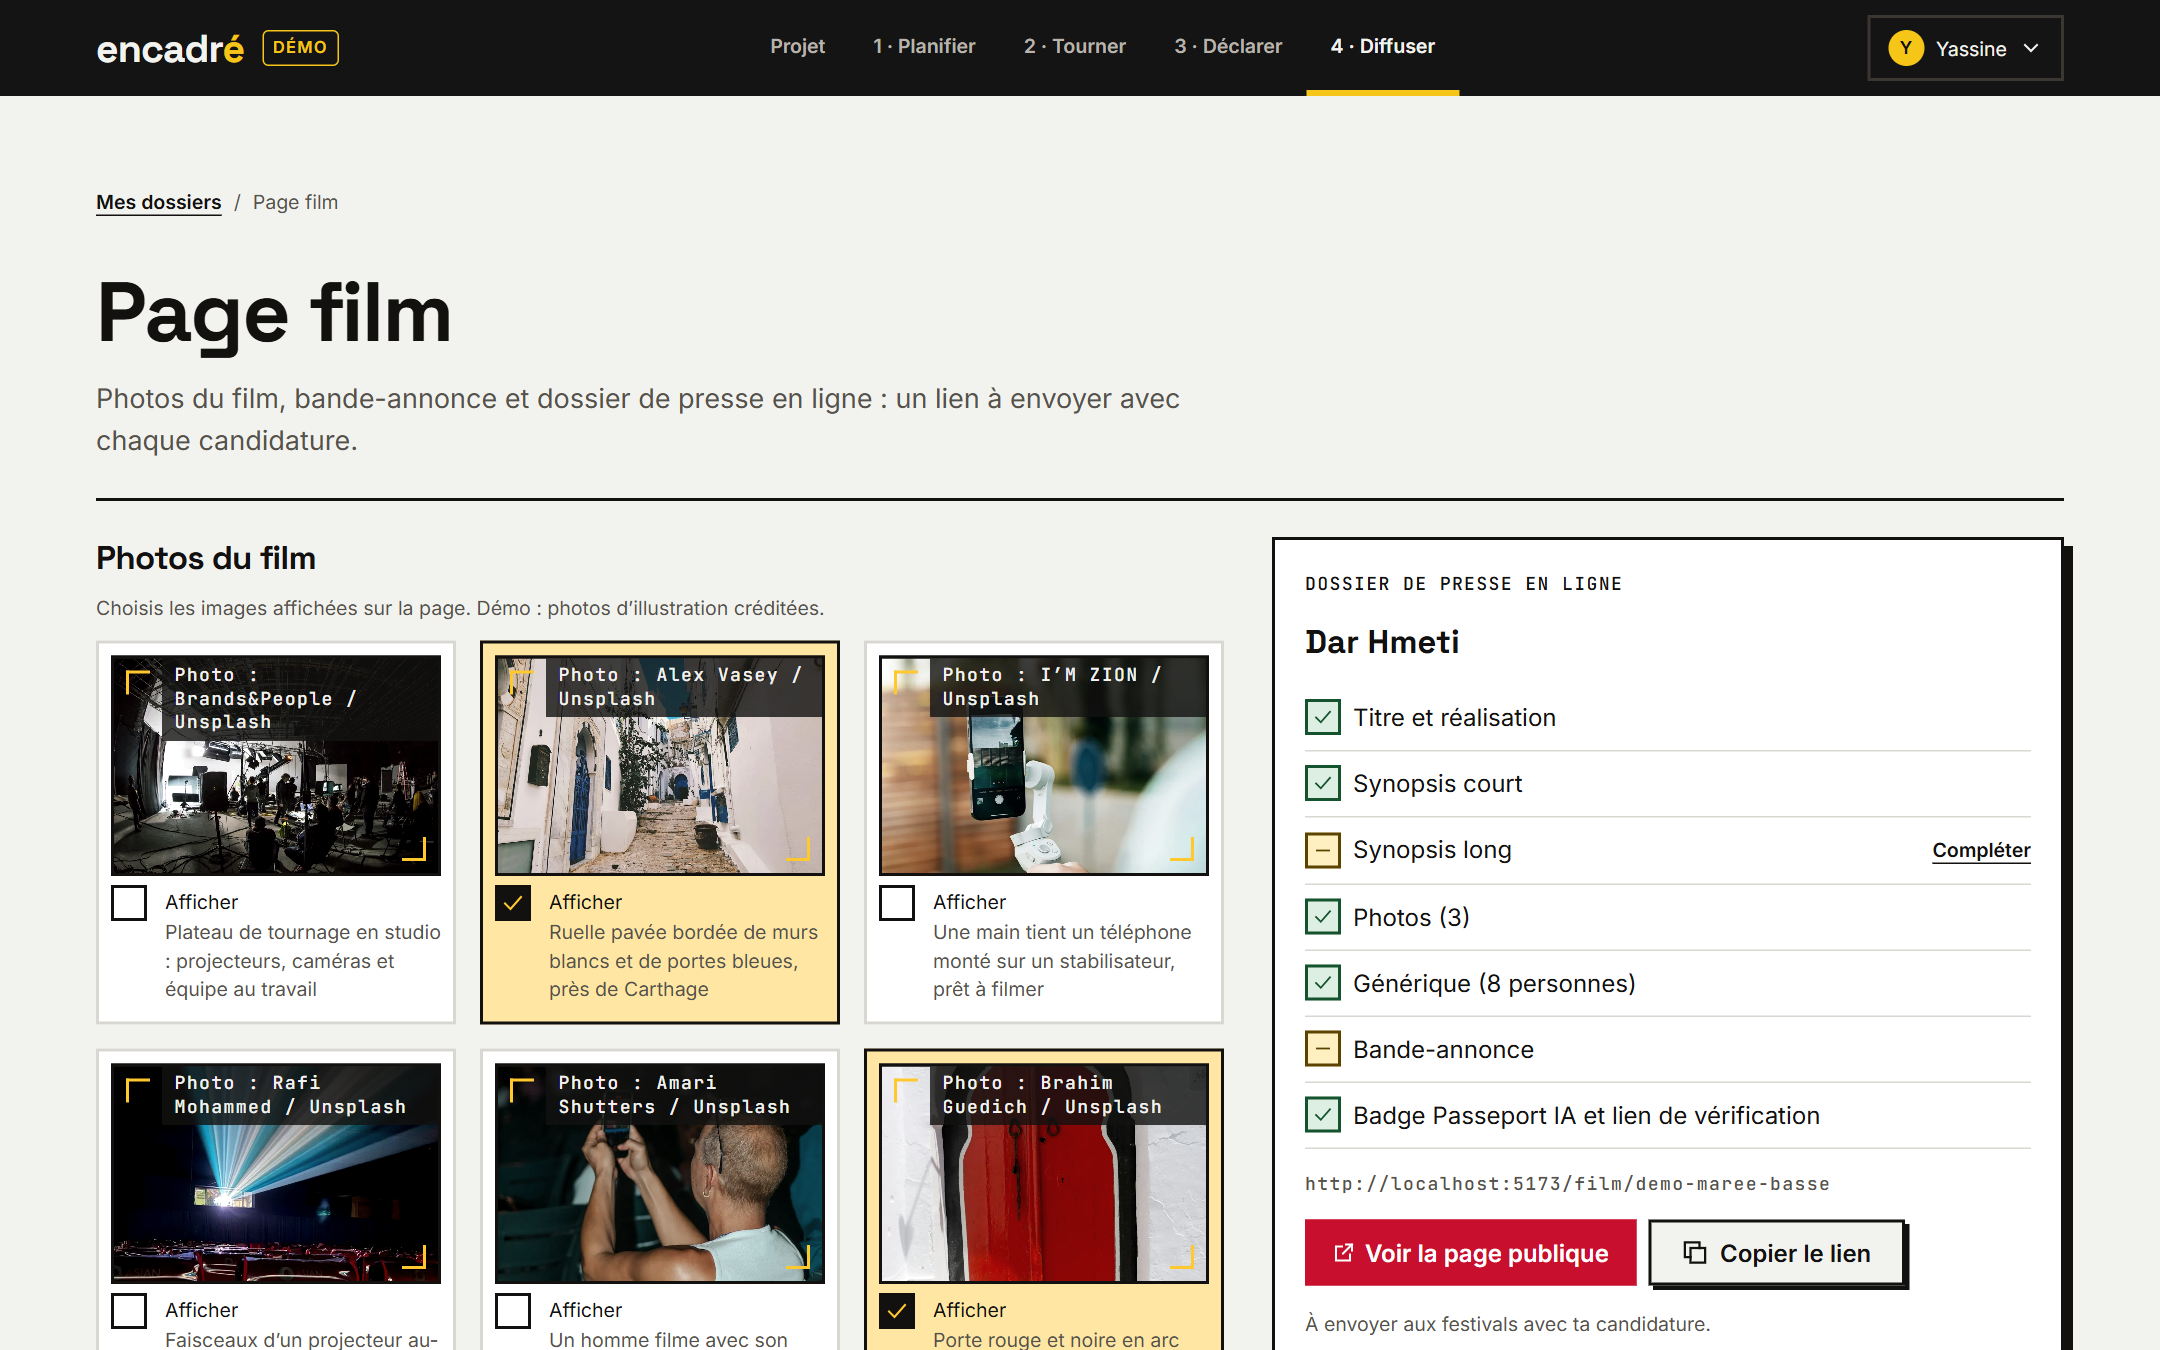 encadré
DÉMO
Projet
1 · Planifier
2 · Tourner
3 · Déclarer
4 · Diffuser
Y
Yassine
Mes dossiers / Page film
Page film
Photos du film, bande-annonce et dossier de presse en ligne : un lien à envoyer avec
chaque candidature.
Photos du film
Choisis les images affichées sur la page. Démo : photos d’illustration créditées.
Photo :
Brands&People /
Unsplash
Afficher
Plateau de tournage en studio
: projecteurs, caméras et
équipe au travail
Photo : Alex Vasey /
Unsplash
Afficher
Ruelle pavée bordée de murs
blancs et de portes bleues,
près de Carthage
Photo : I’M ZION /
Unsplash
Afficher
Une main tient un téléphone
monté sur un stabilisateur,
prêt à filmer
Photo : Rafi
Mohammed / Unsplash
Afficher
Faisceaux d’un projecteur au-
Photo : Amari
Shutters / Unsplash
Afficher
Un homme filme avec son
Photo : Brahim
Guedich / Unsplash
Afficher
Porte rouge et noire en arc
DOSSIER DE PRESSE EN LIGNE
Dar Hmeti
Titre et réalisation
Synopsis court
Synopsis long
Compléter
Photos (3)
Générique (8 personnes)
Bande-annonce
Badge Passeport IA et lien de vérification
http://localhost:5173/film/demo-maree-basse
Voir la page publique
Copier le lien
À envoyer aux festivals avec ta candidature.